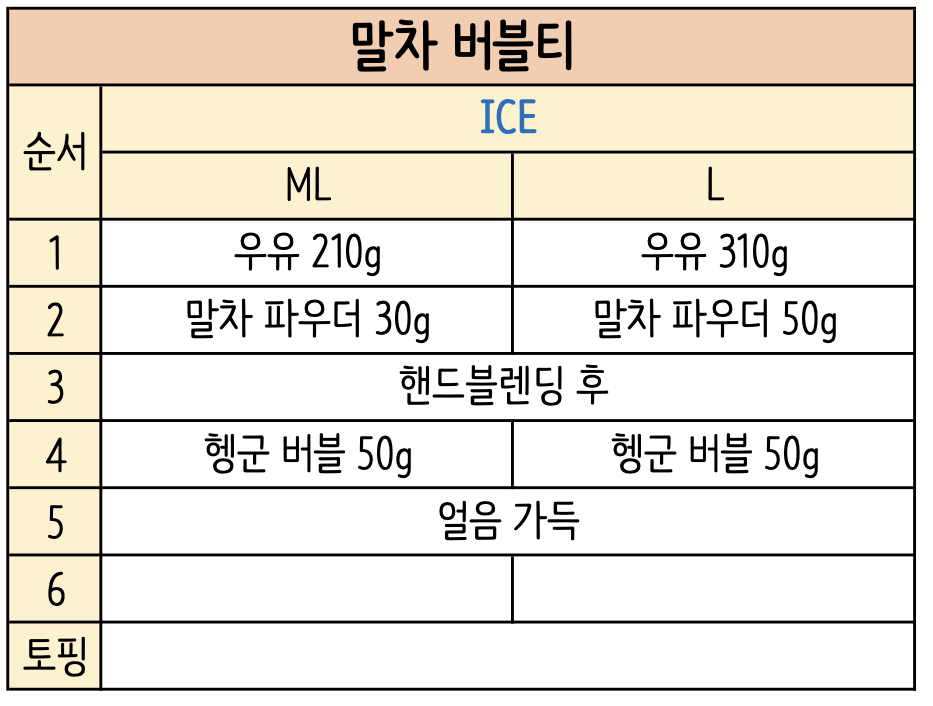 말차 버블티
순서
ICE
ML L
1 우유 210g 우유 310g
2 말차 파우더 30g 말차 파우더 50g
3 핸드블렌딩 후
4 헹군 버블 50g 헹군 버블 50g
5 얼음 가득
6
토핑